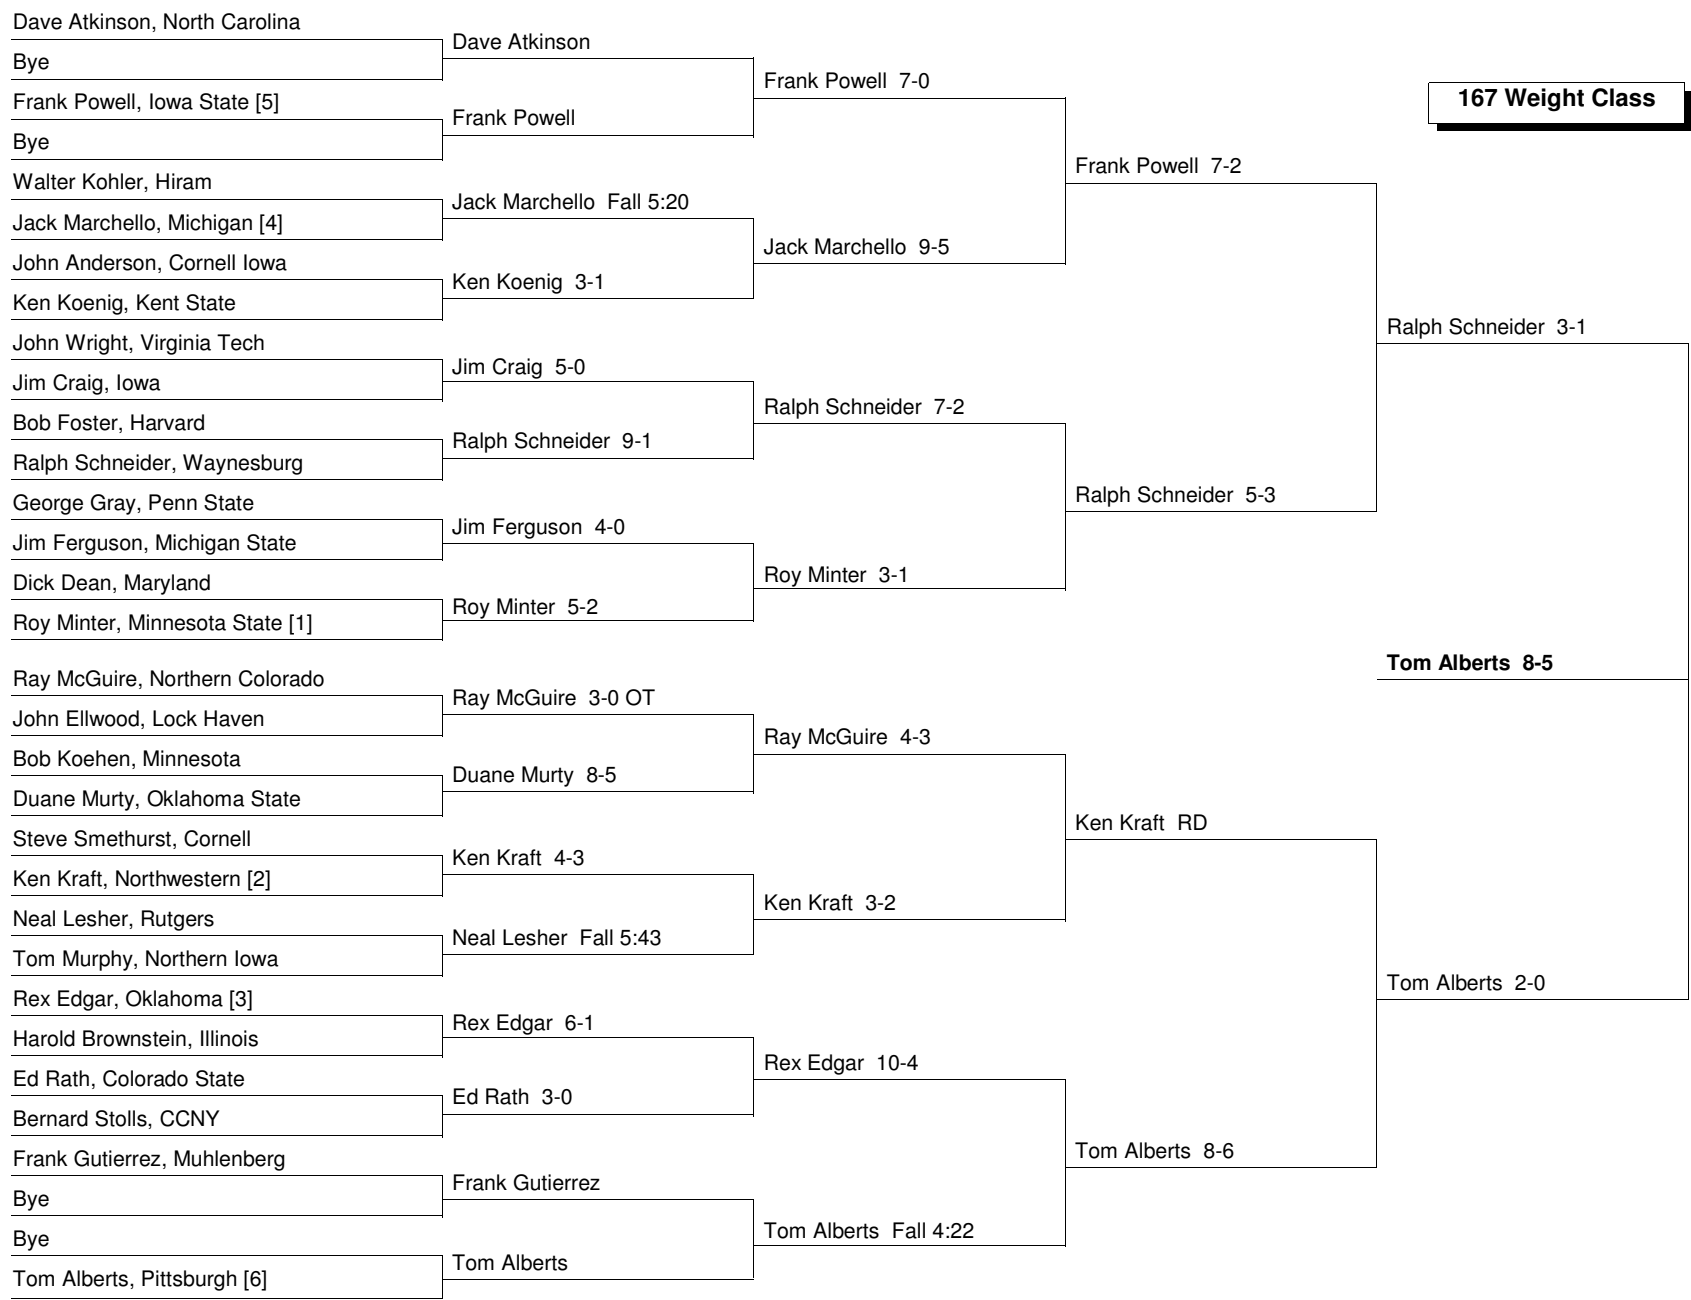 Dave Atkinson, North Carolina
Bye
Frank Powell, Iowa State [5]
Bye
Walter Kohler, Hiram
Jack Marchello, Michigan [4]
John Anderson, Cornell Iowa
Ken Koenig, Kent State
John Wright, Virginia Tech
Jim Craig, Iowa
Bob Foster, Harvard
Ralph Schneider, Waynesburg
George Gray, Penn State
Jim Ferguson, Michigan State
Dick Dean, Maryland
Roy Minter, Minnesota State [1]
Ray McGuire, Northern Colorado
John Ellwood, Lock Haven
Bob Koehen, Minnesota
Duane Murty, Oklahoma State
Steve Smethurst, Cornell
Ken Kraft, Northwestern [2]
Neal Lesher, Rutgers
Tom Murphy, Northern Iowa
Rex Edgar, Oklahoma [3]
Harold Brownstein, Illinois
Ed Rath, Colorado State
Bernard Stolls, CCNY
Frank Gutierrez, Muhlenberg
Bye
Bye
Tom Alberts, Pittsburgh [6]
Dave Atkinson
Frank Powell
Jack Marchello Fall 5:20
Ken Koenig 3-1
Jim Craig 5-0
Ralph Schneider 9-1
Jim Ferguson 4-0
Roy Minter 5-2
Ray McGuire 3-0 OT
Duane Murty 8-5
Ken Kraft 4-3
Neal Lesher Fall 5:43
Rex Edgar 6-1
Ed Rath 3-0
Frank Gutierrez
Tom Alberts
Frank Powell 7-0
Jack Marchello 9-5
Ralph Schneider 7-2
Roy Minter 3-1
Ray McGuire 4-3
Ken Kraft 3-2
Rex Edgar 10-4
Tom Alberts Fall 4:22
Frank Powell 7-2
Ralph Schneider 5-3
Ken Kraft RD
Tom Alberts 8-6
167 Weight Class
Ralph Schneider 3-1
Tom Alberts 8-5
Tom Alberts 2-0